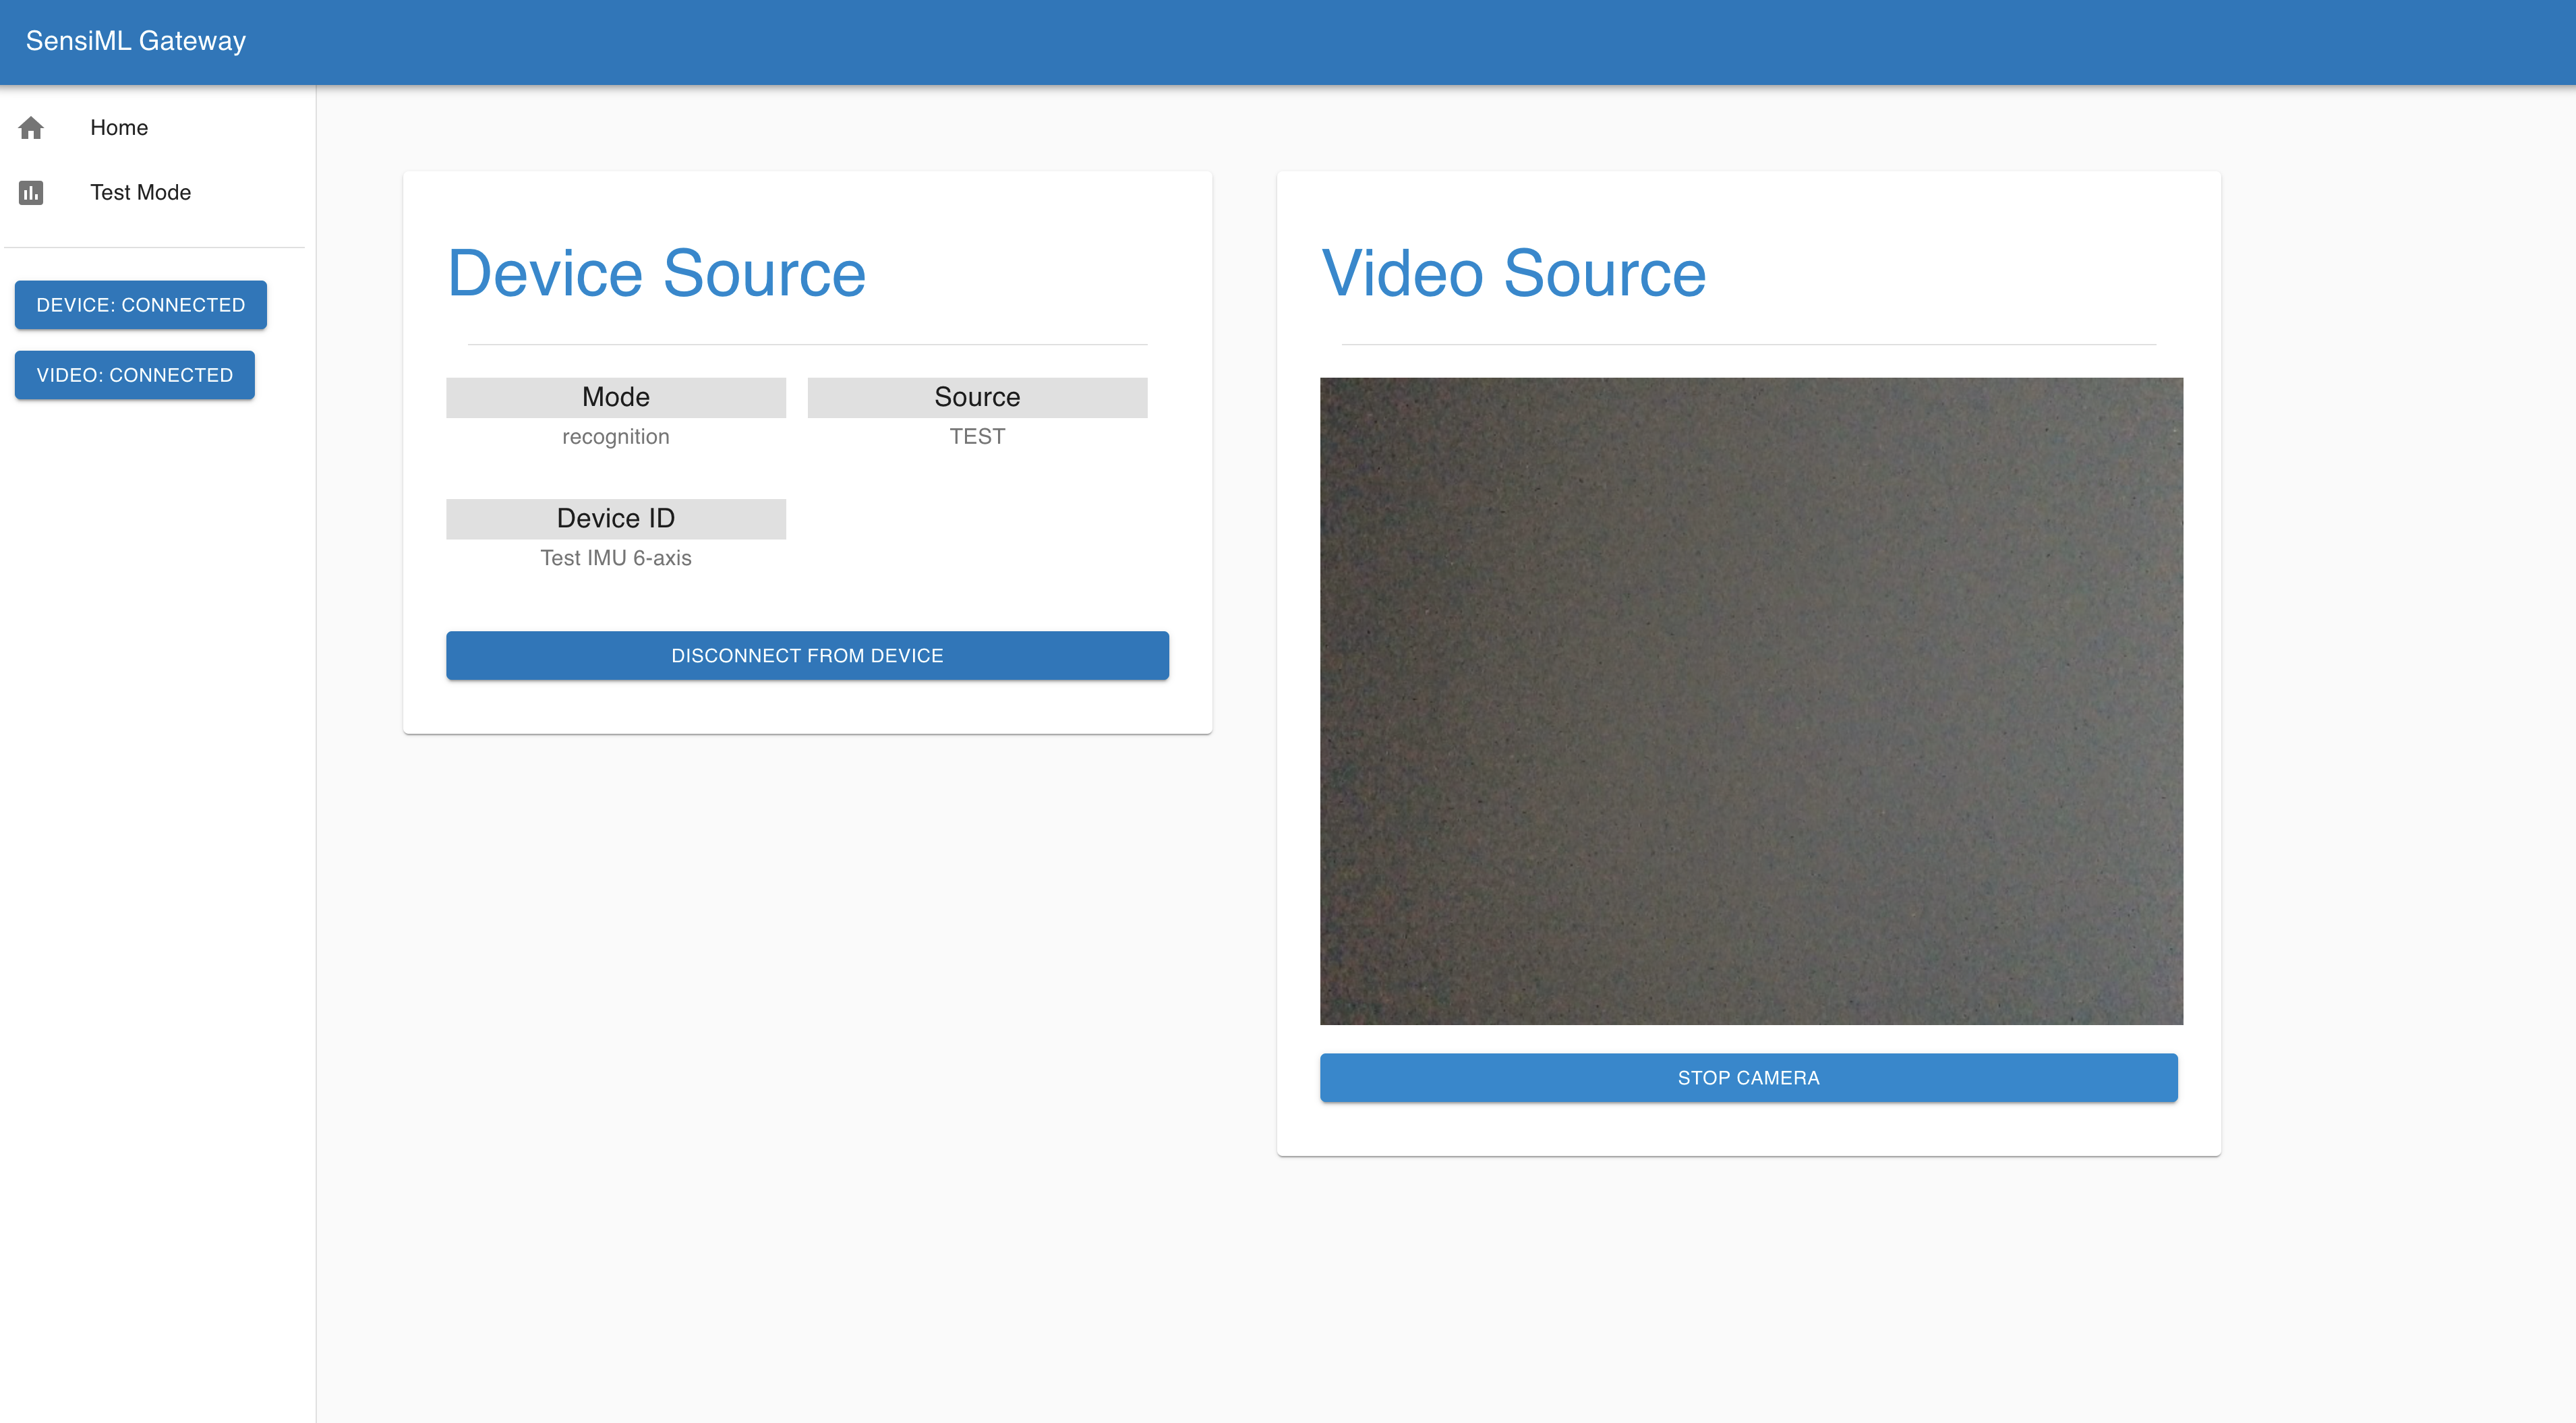 SensiML Gateway
Home
Test Mode
DEVICE: CONNECTED
VIDEO: CONNECTED
Device Source
Mode
Source
recognition
TEST
Device ID
Test IMU 6-axis
DISCONNECT FROM DEVICE
Video Source
STOP CAMERA